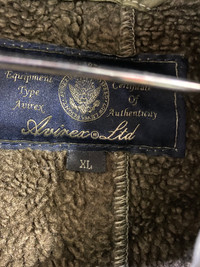 Equipment
Type
Avirex
Certificate
Of
Authenticity
Avirex Ltd
XL